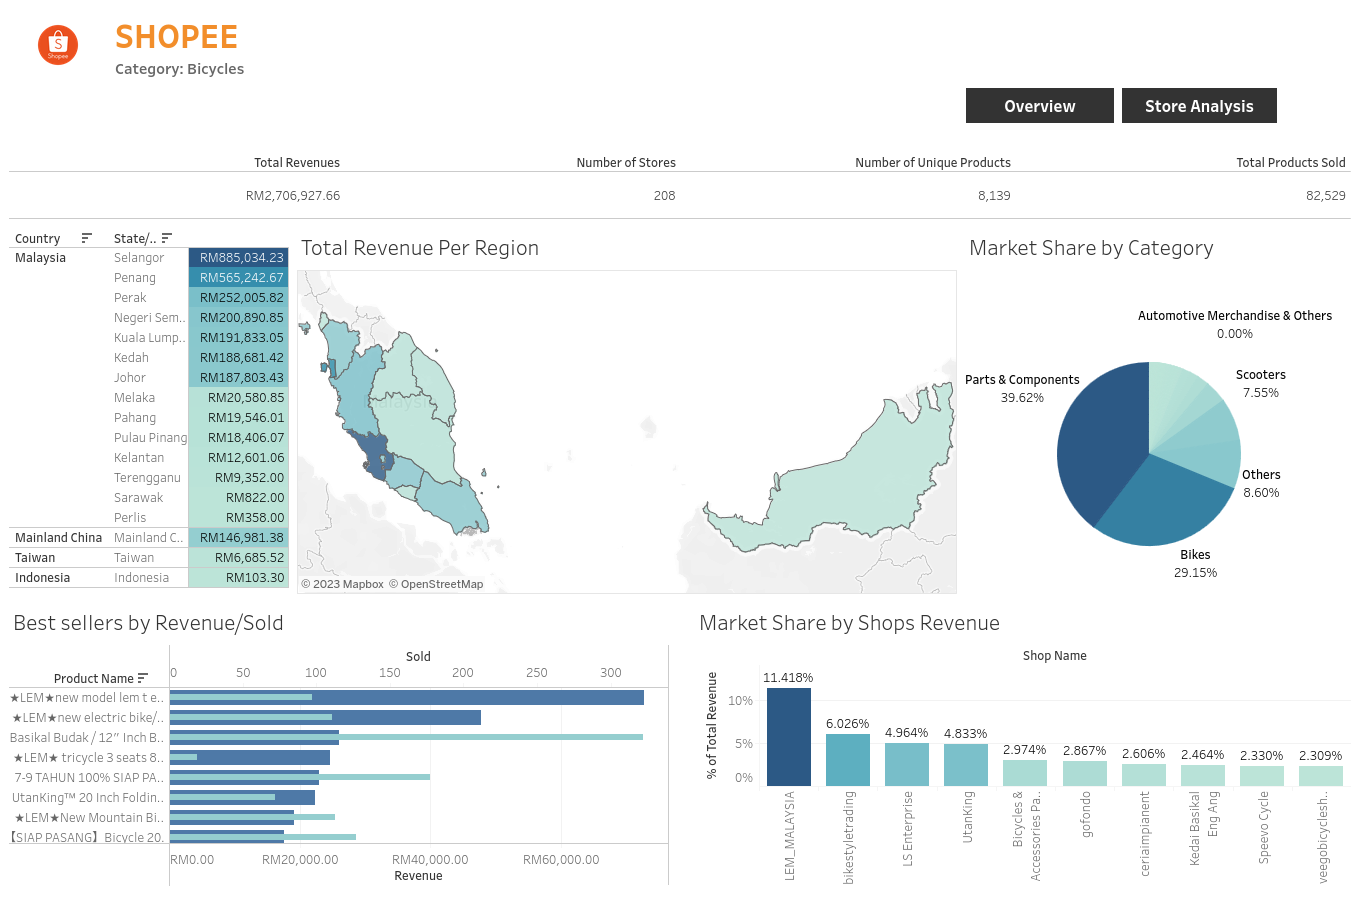 SHOPEE
Category: Bicycles
S
Shopee
Overview
Store Analysis
Total Revenues
Number of Stores
Number of Unique Products
Total Products Sold
RM2,706,927.66
208
8,139
82,529
Country
State/..
Malaysia
Selangor
RM885,034.23
Penang
RM565,242.67
Perak
RM252,005.82
Negeri Sem..
RM200,890.85
Kuala Lump..
RM191,833.05
Kedah
RM188,681.42
Johor
RM187,803.43
Melaka
RM20,580.85
Pahang
RM19,546.01
Pulau Pinang
RM18,406.07
Kelantan
RM12,601.06
Terengganu
RM9,352.00
Sarawak
RM822.00
Perlis
RM358.00
Mainland China
Mainland C..
RM146,981.38
Taiwan
Taiwan
RM6,685.52
Indonesia
Indonesia
RM103.30
Total Revenue Per Region
Malaysia
© 2023 Mapbox © OpenStreetMap
Market Share by Category
Automotive Merchandise & Others
0.00%
Scooters
7.55%
Parts & Components
39.62%
Others
8.60%
Bikes
29.15%
Best sellers by Revenue/Sold
Sold
Product Name
0
50
100
150
200
250
300
★LEM★new model lem t e..
★LEM★new electric bike/..
Basikal Budak / 12” Inch B..
★LEM★ tricycle 3 seats 8..
7-9 TAHUN 100% SIAP PA..
UtanKing™ 20 Inch Foldin..
★LEM★New Mountain Bi..
【SIAP PASANG】Bicycle 20..
RM0.00
RM20,000.00
RM40,000.00
RM60,000.00
Revenue
Market Share by Shops Revenue
Shop Name
% of Total Revenue
10%
5%
0%
11.418%
6.026%
4.964%
4.833%
2.974%
2.867%
2.606%
2.464%
2.330%
2.309%
LEM_MALAYSIA
bikestyletrading
LS Enterprise
UtanKing
Bicycles &
Accessories Pa..
gofondo
ceriaimpianent
Kedai Basikal
Eng Ang
Speevo Cycle
veegobicyclesh..